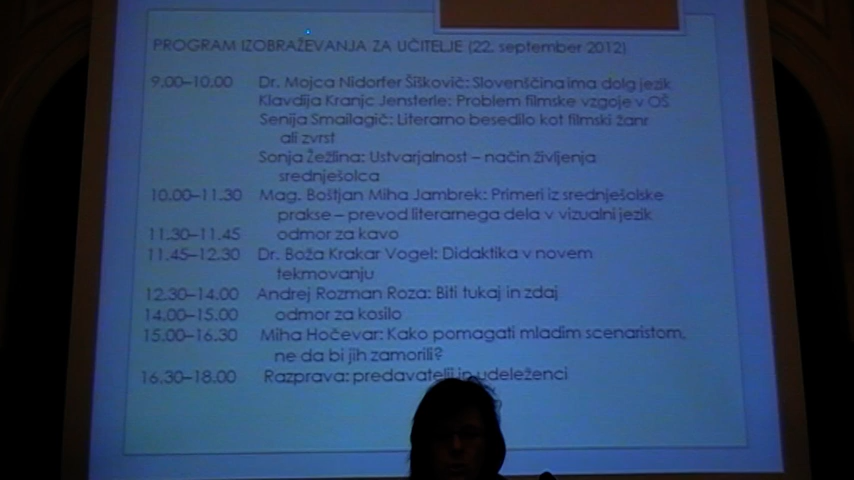 PROGRAM IZOBRAŽEVANJA ZA UČITELJE (22. september 2012)
9.00–10.00 Dr. Mojca Nidorfer Šiškovič: Slovenščina ima dolg jezik
Klavdija Kranjc Jensterle: Problem filmske vzgoje v OŠ
Senija Smailagič: Literarno besedilo kot filmski žanr
ali zvrst
Sonja Žežlina: Ustvarjalnost – način življenja
srednješolca
10.00–11.30 Mag. Boštjan Miha Jambrek: Primeri iz srednješolske
prakse – prevod literarnega dela v vizualni jezik
11.30–11.45 odmor za kavo
11.45–12.30 Dr. Boža Krakar Vogel: Didaktika v novem
tekmovanju
12.30–14.00 Andrej Rozman Roza: Biti tukaj in zdaj
14.00–15.00 odmor za kosilo
15.00–16.30 Miha Hočevar: Kako pomagati mladim scenaristom,
ne da bi jih zamorili?
16.30–18.00 Razprava: predavatelji in udeleženci